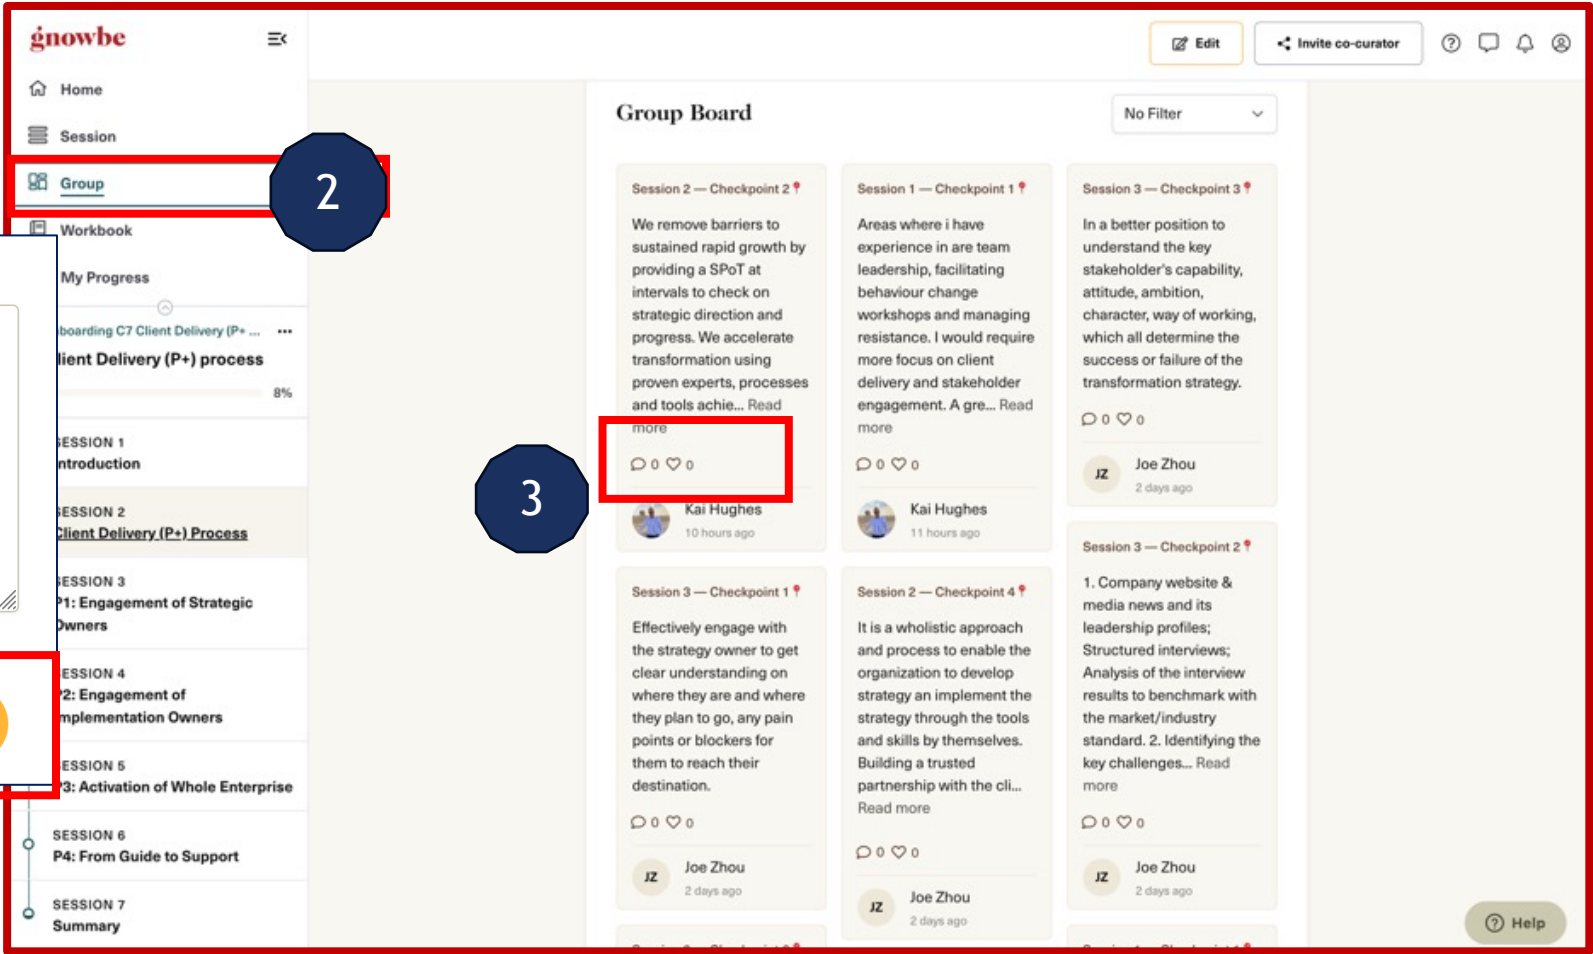 gnowbe
Home
Session
Group
Workbook
My Progress
boarding C7 Client Delivery (P+ ...
lient Delivery (P+) process
8%
SESSION 1
ntroduction
SESSION 2
Client Delivery (P+) Process
SESSION 3
P1: Engagement of Strategic
Owners
SESSION 4
P2: Engagement of
mplementation Owners
SESSION 5
P3: Activation of Whole Enterprise
SESSION 6
P4: From Guide to Support
SESSION 7
Summary
2
3
Edit
Invite co-curator
Group Board
No Filter
Session 2 — Checkpoint 2
We remove barriers to
sustained rapid growth by
providing a SPoT at
intervals to check on
strategic direction and
progress. We accelerate
transformation using
proven experts, processes
and tools achie... Read
more
0 0
Kai Hughes
10 hours ago
Session 3 — Checkpoint 1
Effectively engage with
the strategy owner to get
clear understanding on
where they are and where
they plan to go, any pain
points or blockers for
them to reach their
destination.
0 0
JZ
Joe Zhou
2 days ago
Session 1 — Checkpoint 1
Areas where i have
experience in are team
leadership, facilitating
behaviour change
workshops and managing
resistance. I would require
more focus on client
delivery and stakeholder
engagement. A gre... Read
more
0 0
Kai Hughes
11 hours ago
Session 2 — Checkpoint 4
It is a wholistic approach
and process to enable the
organization to develop
strategy an implement the
strategy through the tools
and skills by themselves.
Building a trusted
partnership with the cli...
Read more
0 0
JZ
Joe Zhou
2 days ago
Session 3 — Checkpoint 3
In a better position to
understand the key
stakeholder's capability,
attitude, ambition,
character, way of working,
which all determine the
success or failure of the
transformation strategy.
0 0
JZ
Joe Zhou
2 days ago
Session 3 — Checkpoint 2
1. Company website &
media news and its
leadership profiles;
Structured interviews;
Analysis of the interview
results to benchmark with
the market/industry
standard. 2. Identifying the
key challenges... Read
more
0 0
JZ
Joe Zhou
2 days ago
Help